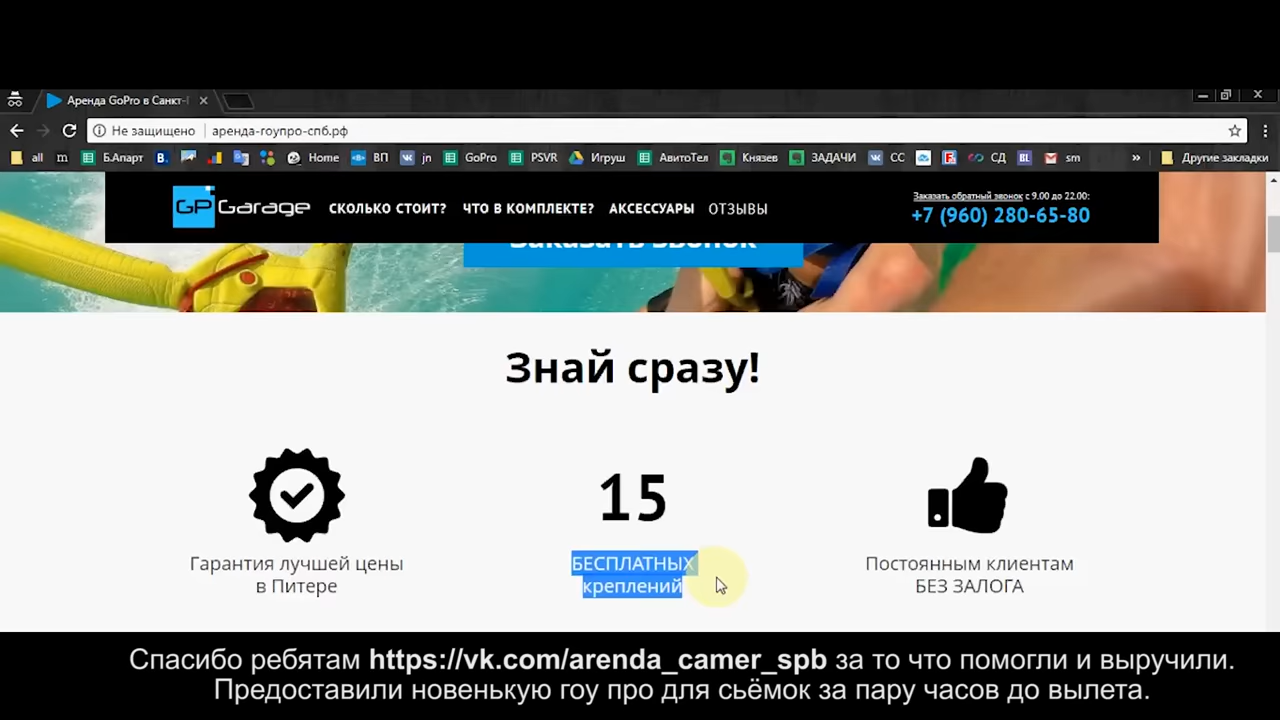 Аренда GoPro в Санкт-
Не защищено
аренда-гоупро-спб.рф
all
m
Б.Апарт
B.
Home
ВП
jn
GoPro
PSVR
Игруш
АвитоТел
Князев
ЗАДАЧИ
СС
СД
BL
sm
»
Другие закладки
GP Garage
СКОЛЬКО СТОИТ?
ЧТО В КОМПЛЕКТЕ?
АКСЕССУАРЫ
ОТЗЫВЫ
Заказать обратный звонок с 9.00 до 22.00:
+7 (960) 280-65-80
Заказать звонок
Знай сразу!
15
Гарантия лучшей цены
в Питере
БЕСПЛАТНЫХ
креплений
Постоянным клиентам
БЕЗ ЗАЛОГА
Спасибо ребятам https://vk.com/arenda_camer_spb за то что помогли и выручили.
Предоставили новенькую гоу про для сьёмок за пару часов до вылета.